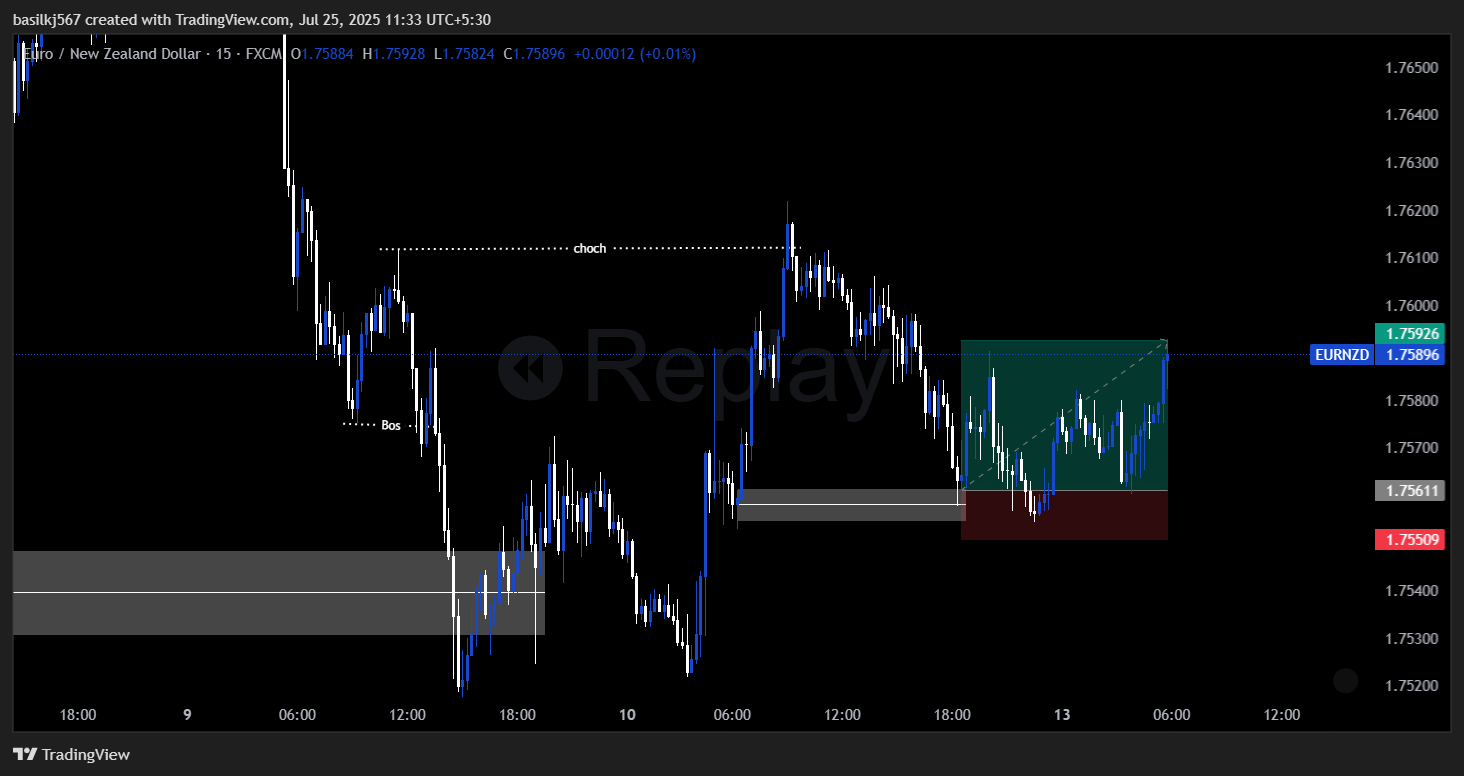 basilkj567 created with TradingView.com, Jul 25, 2025 11:33 UTC+5:30
Euro / New Zealand Dollar · 15 · FXCM O1.75884 H1.75928 L1.75824 C1.75896 +0.00012 (+0.01%)
1.76500
1.76400
1.76300
1.76200
1.76100
1.76000
1.75926
EURNZD 1.75896
1.75800
1.75700
1.75611
1.75509
1.75400
1.75300
1.75200
choch
Replay
Bos
18:00 9 06:00 12:00 18:00 10 06:00 12:00 18:00 13 06:00 12:00
TradingView